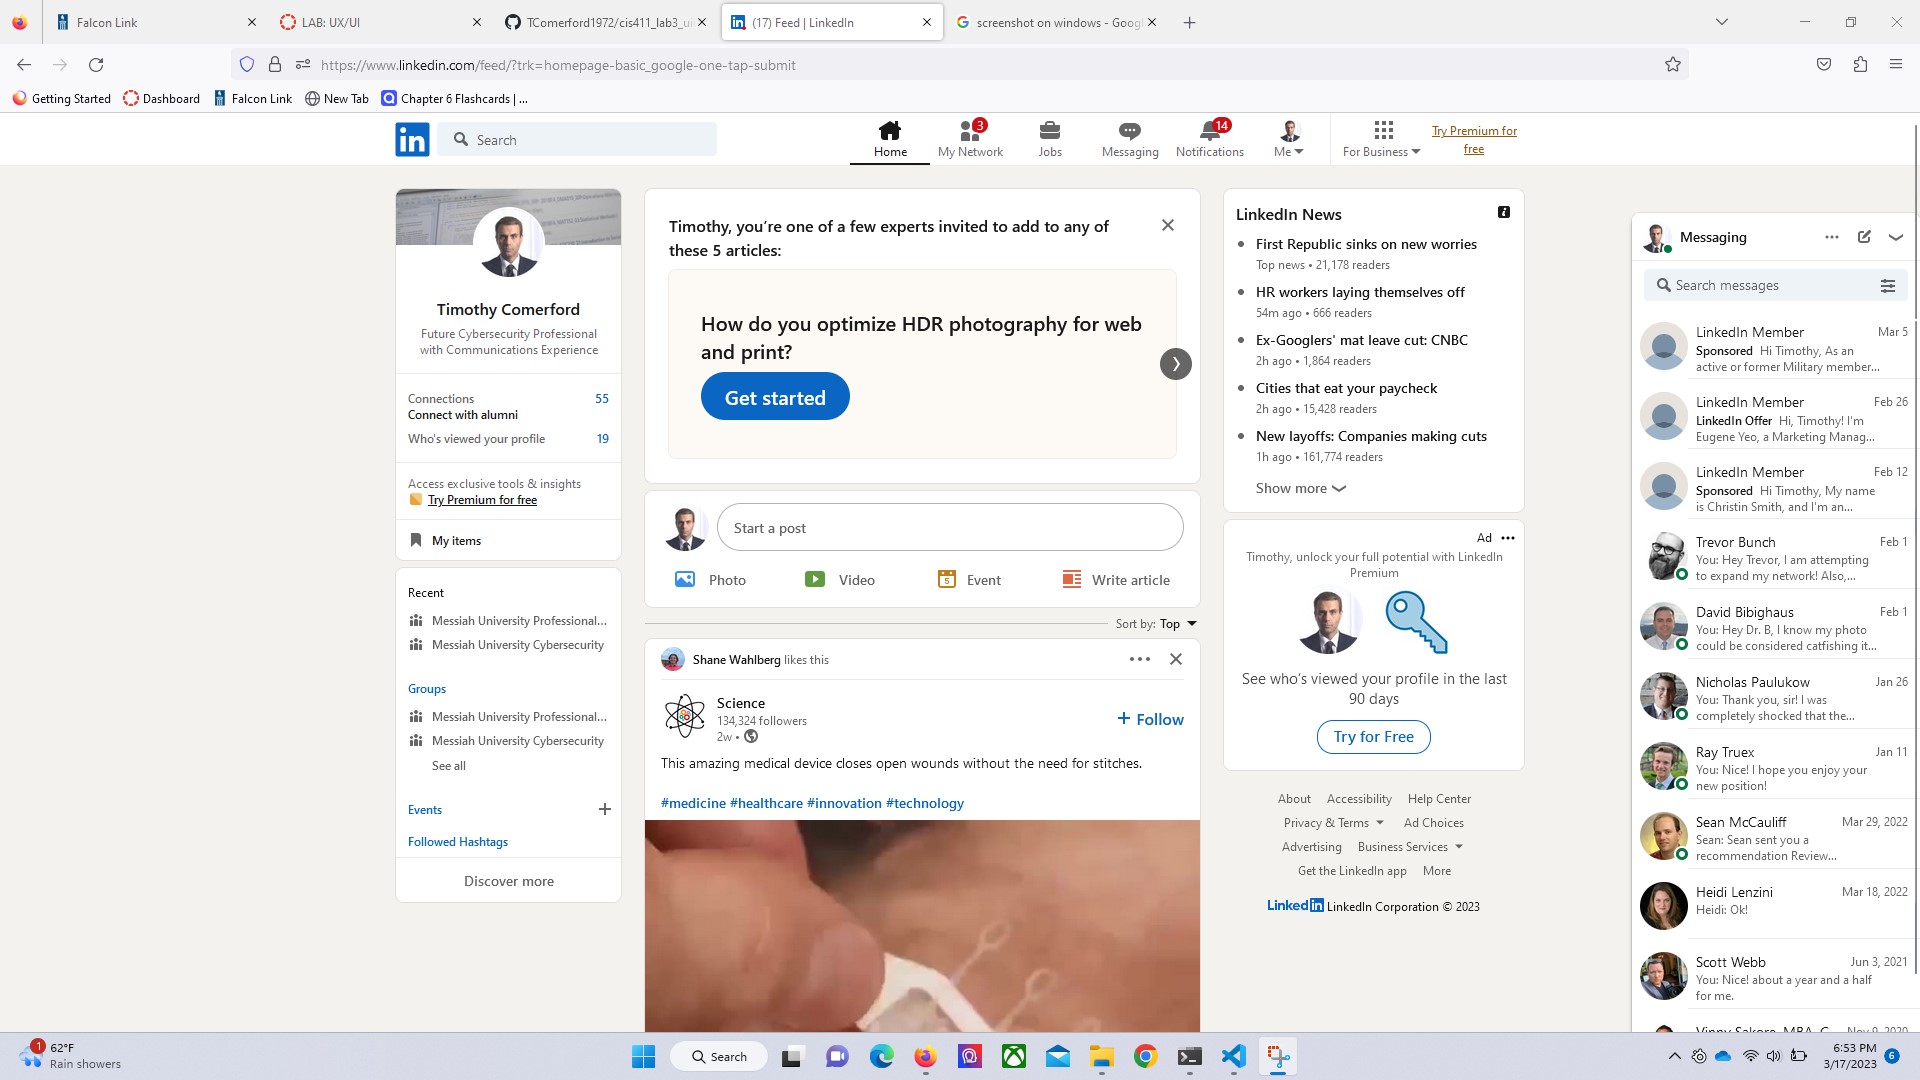 Falcon Link
LAB: UX/UI
TComerford1972/cis411_lab3_ui
(17) Feed | LinkedIn
screenshot on windows - Googl
https://www.linkedin.com/feed/?trk=homepage-basic_google-one-tap-submit
Getting Started
Dashboard
Falcon Link
New Tab
Chapter 6 Flashcards | ...
in
Search
Home
3
My Network
Jobs
Messaging
14
Notifications
Me
For Business
Try Premium for
free
Timothy Comerford
Future Cybersecurity Professional
with Communications Experience
Connections 55
Connect with alumni
Who's viewed your profile 19
Access exclusive tools & insights
Try Premium for free
My items
Recent
Messiah University Professional...
Messiah University Cybersecurity
Groups
Messiah University Professional...
Messiah University Cybersecurity
See all
Events
Followed Hashtags
Discover more
Timothy, you're one of a few experts invited to add to any of
these 5 articles:
How do you optimize HDR photography for web
and print?
Get started
Start a post
Photo
Video
Event
Write article
Sort by: Top
Shane Wahlberg likes this
Science
134,324 followers
2w •
+ Follow
This amazing medical device closes open wounds without the need for stitches.
#medicine #healthcare #innovation #technology
LinkedIn News
First Republic sinks on new worries
Top news • 21,178 readers
HR workers laying themselves off
54m ago • 666 readers
Ex-Googlers' mat leave cut: CNBC
2h ago • 1,864 readers
Cities that eat your paycheck
2h ago • 15,428 readers
New layoffs: Companies making cuts
1h ago • 161,774 readers
Show more
Ad
Timothy, unlock your full potential with LinkedIn
Premium
See who's viewed your profile in the last
90 days
Try for Free
About Accessibility Help Center
Privacy & Terms Ad Choices
Advertising Business Services
Get the LinkedIn app More
LinkedIn LinkedIn Corporation © 2023
Messaging
Search messages
LinkedIn Member Mar 5
Sponsored Hi Timothy, As an
active or former Military member...
LinkedIn Member Feb 26
LinkedIn Offer Hi, Timothy! I'm
Eugene Yeo, a Marketing Manag...
LinkedIn Member Feb 12
Sponsored Hi Timothy, My name
is Christin Smith, and I'm an...
Trevor Bunch Feb 1
You: Hey Trevor, I am attempting
to expand my network! Also,...
David Bibighaus Feb 1
You: Hey Dr. B, I know my photo
could be considered catfishing it...
Nicholas Paulukow Jan 26
You: Thank you, sir! I was
completely shocked that the...
Ray Truex Jan 11
You: Nice! I hope you enjoy your
new position!
Sean McCauliff Mar 29, 2022
Sean: Sean sent you a
recommendation Review...
Heidi Lenzini Mar 18, 2022
Heidi: Ok!
Scott Webb Jun 3, 2021
You: Nice! about a year and a half
for me.
Vinny Sakore, MBA, C... Nov 9, 2020
1
62°F
Rain showers
Search
6:53 PM
3/17/2023
6